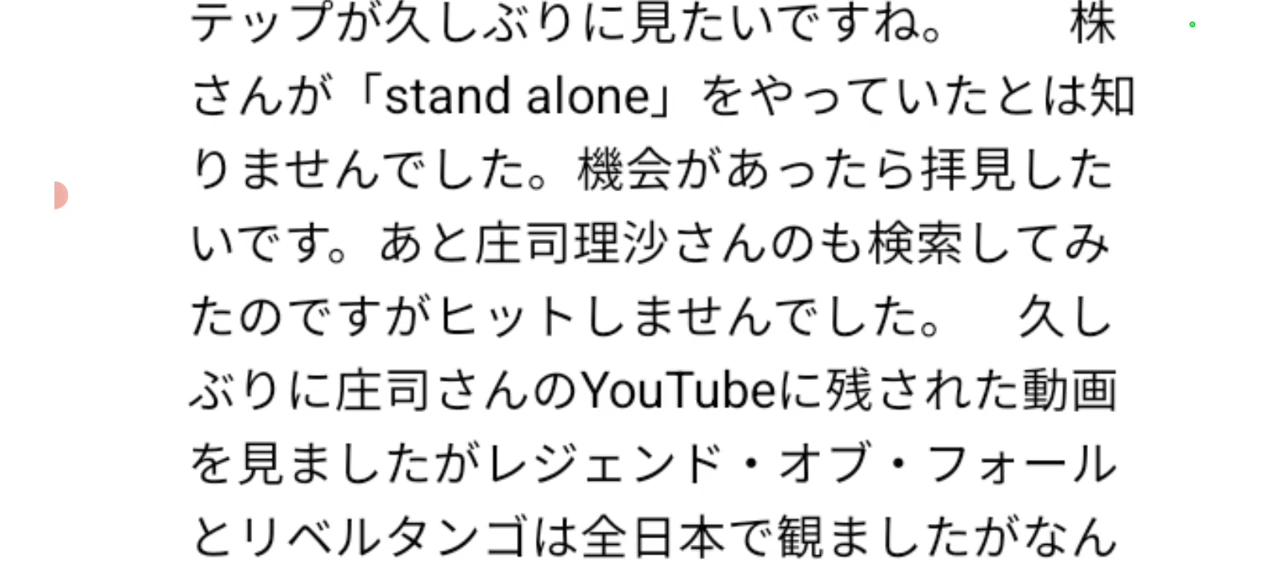 テップが久しぶりに見たいですね。　　株
さんが「stand alone」をやっていたとは知
りませんでした。機会があったら拝見した
いです。あと庄司理沙さんのも検索してみ
たのですがヒットしませんでした。　久し
ぶりに庄司さんのYouTubeに残された動画
を見ましたがレジェンド・オブ・フォール
とリベルタンゴは全日本で観ましたがなん